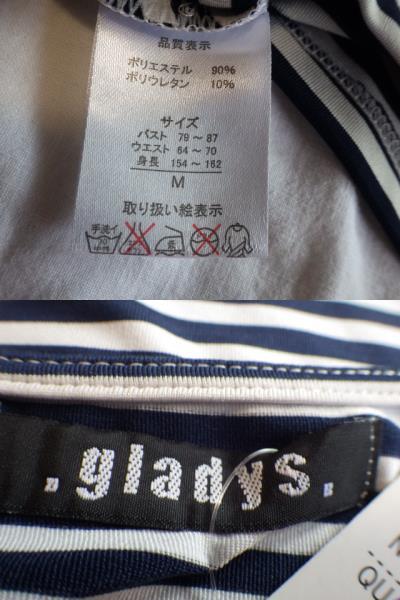 品質表示
ポリエステル 90%
ポリウレタン 10%
サイズ
バスト 79～87
ウエスト 64～70
身長 154～162
M
取り扱い絵表示
手洗イ
.gladys.
QU